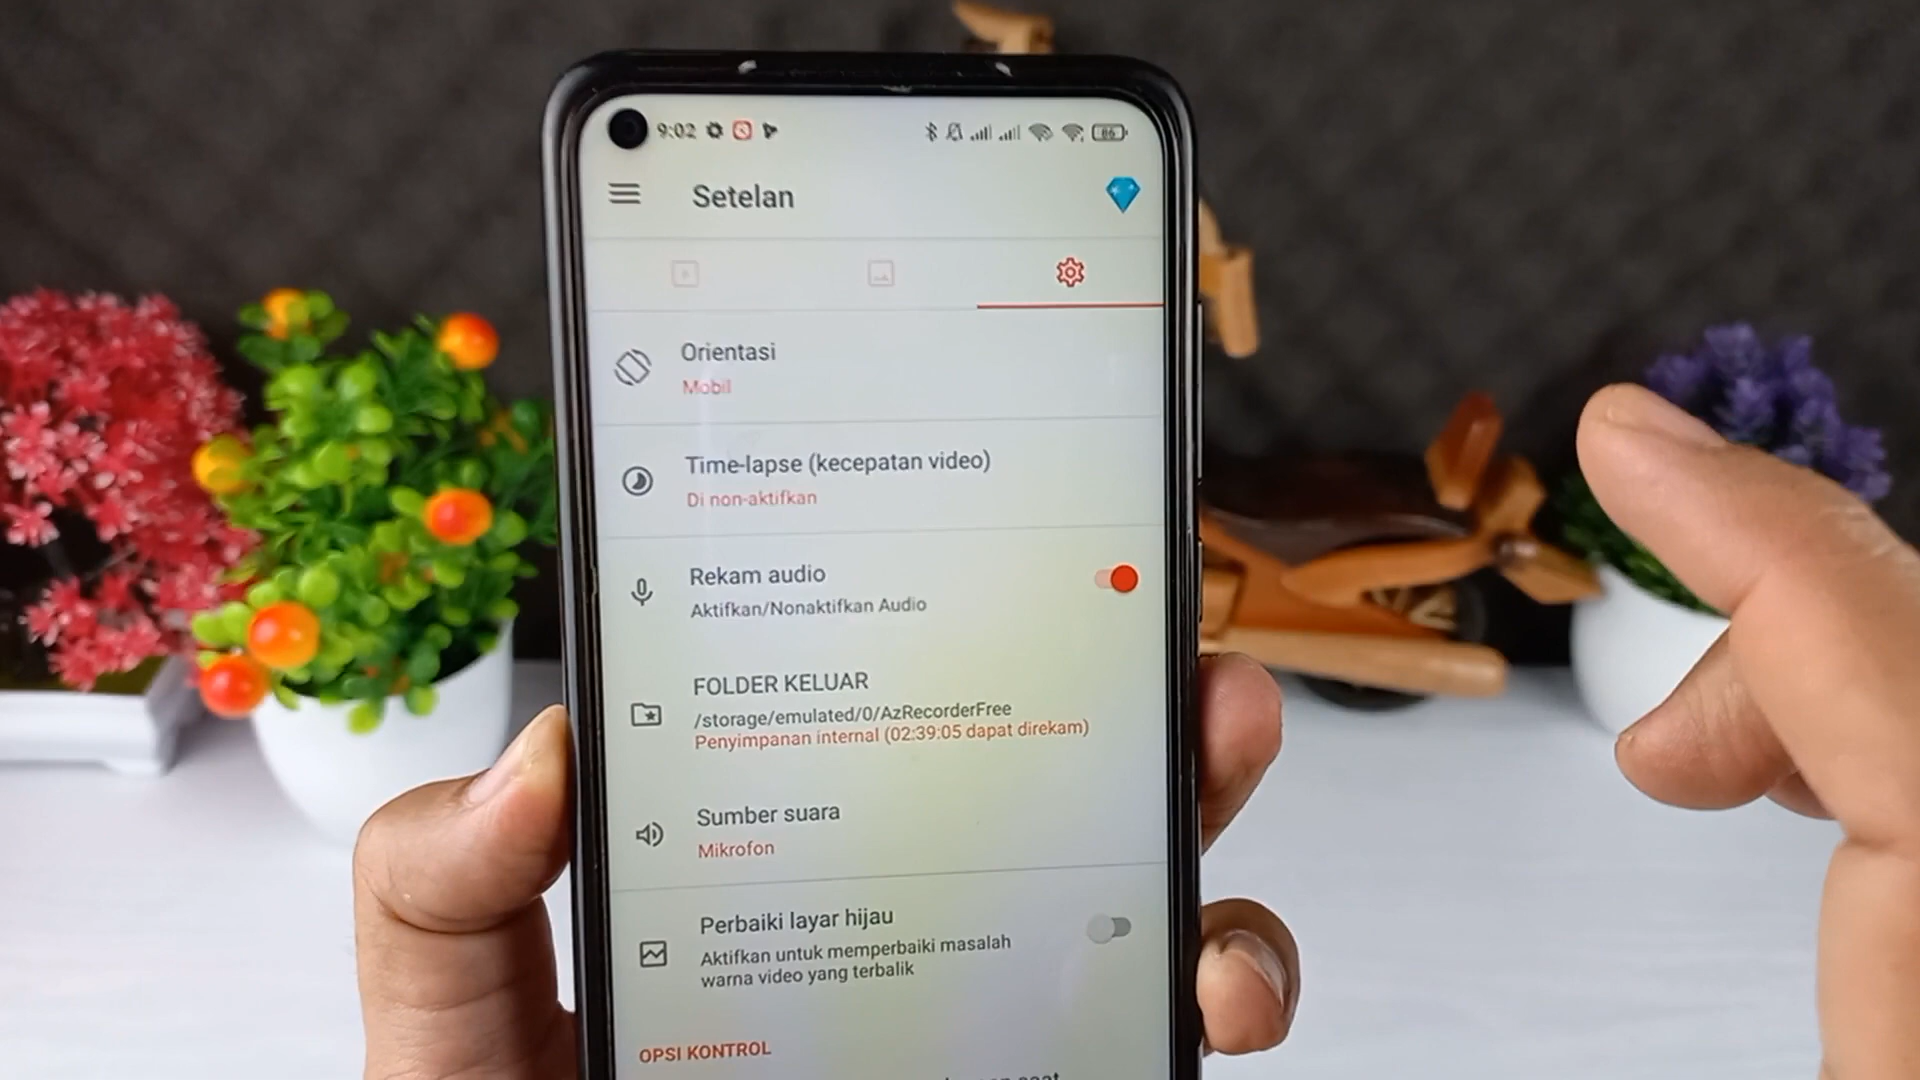 9:02
86
Setelan
Orientasi
Mobil
Time-lapse (kecepatan video)
Di non-aktifkan
Rekam audio
Aktifkan/Nonaktifkan Audio
FOLDER KELUAR
/storage/emulated/0/AzRecorderFree
Penyimpanan internal (02:39:05 dapat direkam)
Sumber suara
Mikrofon
Perbaiki layar hijau
Aktifkan untuk memperbaiki masalah
warna video yang terbalik
OPSI KONTROL